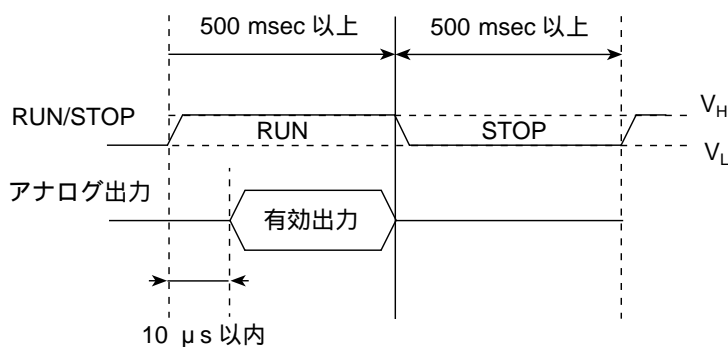 500 msec 以上
500 msec 以上
RUN/STOP
RUN
STOP
VH
VL
アナログ出力
有効出力
10 μs 以内